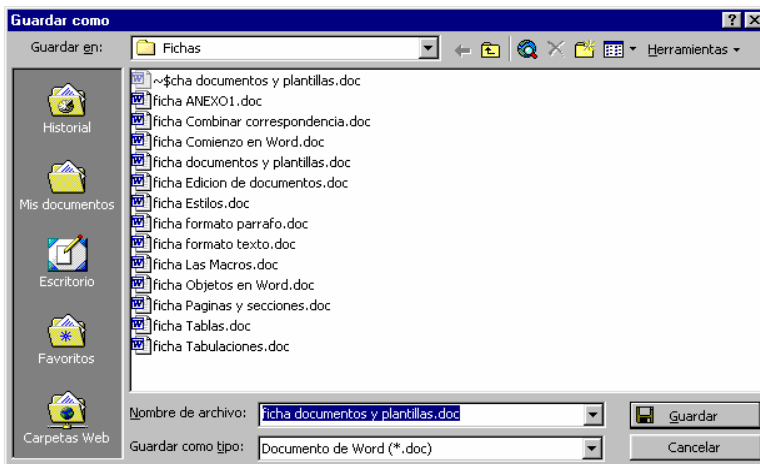 Guardar como
Guardar en: Fichas Herramientas
~$cha documentos y plantillas.doc
ficha ANEXO1.doc
ficha Combinar correspondencia.doc
ficha Comienzo en Word.doc
ficha documentos y plantillas.doc
ficha Edicion de documentos.doc
ficha Estilos.doc
ficha formato parrafo.doc
ficha formato texto.doc
ficha Las Macros.doc
ficha Objetos en Word.doc
ficha Paginas y secciones.doc
ficha Tablas.doc
ficha Tabulaciones.doc
Historial
Mis documentos
Escritorio
Favoritos
Carpetas Web
Nombre de archivo: ficha documentos y plantillas.doc Guardar
Guardar como tipo: Documento de Word (*.doc) Cancelar